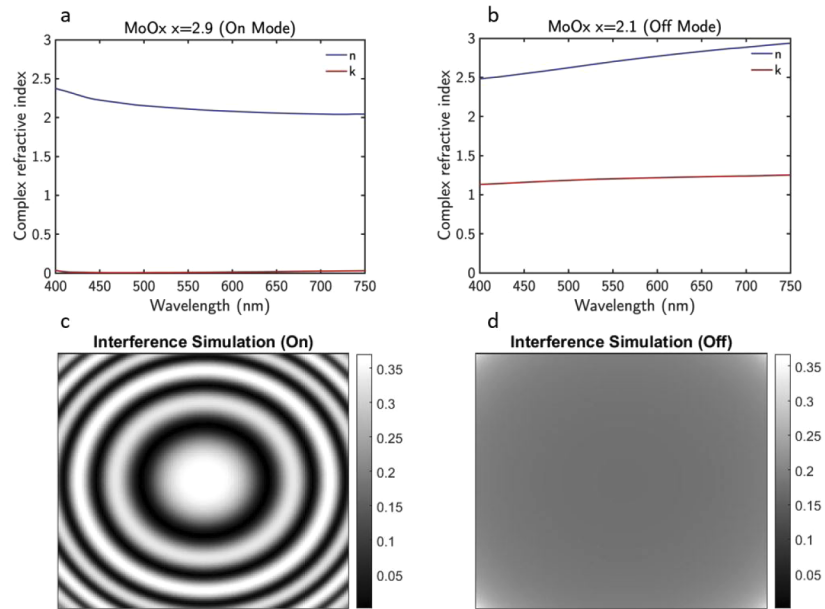 a
MoOx x=2.9 (On Mode)
3
2.5
2
1.5
1
0.5
0
400 450 500 550 600 650 700 750
Wavelength (nm)
Complex refractive index
n
k
b
MoOx x=2.1 (Off Mode)
3
2.5
2
1.5
1
0.5
0
400 450 500 550 600 650 700 750
Wavelength (nm)
Complex refractive index
n
k
c
Interference Simulation (On)
0.35
0.3
0.25
0.2
0.15
0.1
0.05
d
Interference Simulation (Off)
0.35
0.3
0.25
0.2
0.15
0.1
0.05